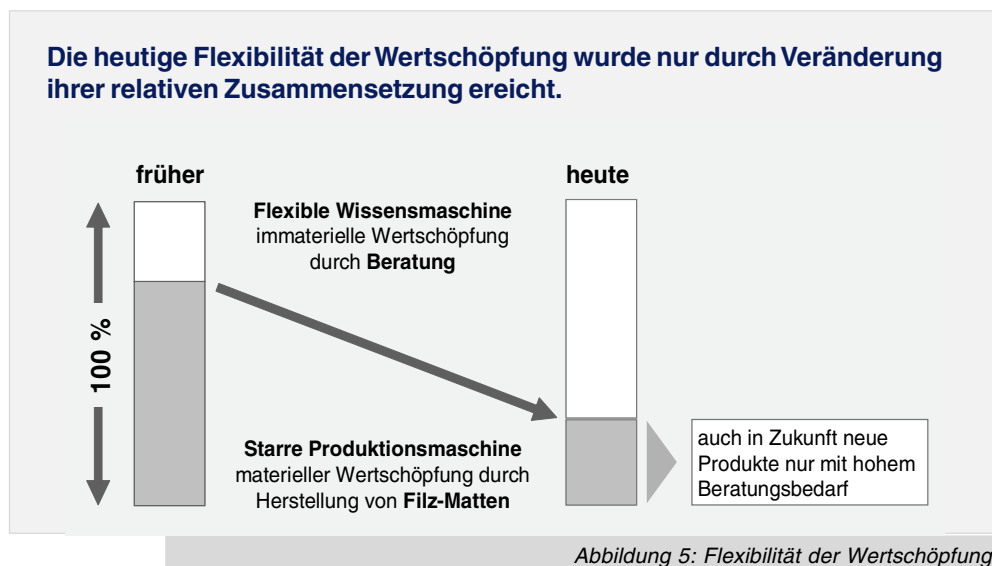 Die heutige Flexibilität der Wertschöpfung wurde nur durch Veränderung
ihrer relativen Zusammensetzung ereicht.
früher
heute
100 %
Flexible Wissensmaschine
immaterielle Wertschöpfung
durch Beratung
Starre Produktionsmaschine
materieller Wertschöpfung durch
Herstellung von Filz-Matten
auch in Zukunft neue
Produkte nur mit hohem
Beratungsbedarf
Abbildung 5: Flexibilität der Wertschöpfung